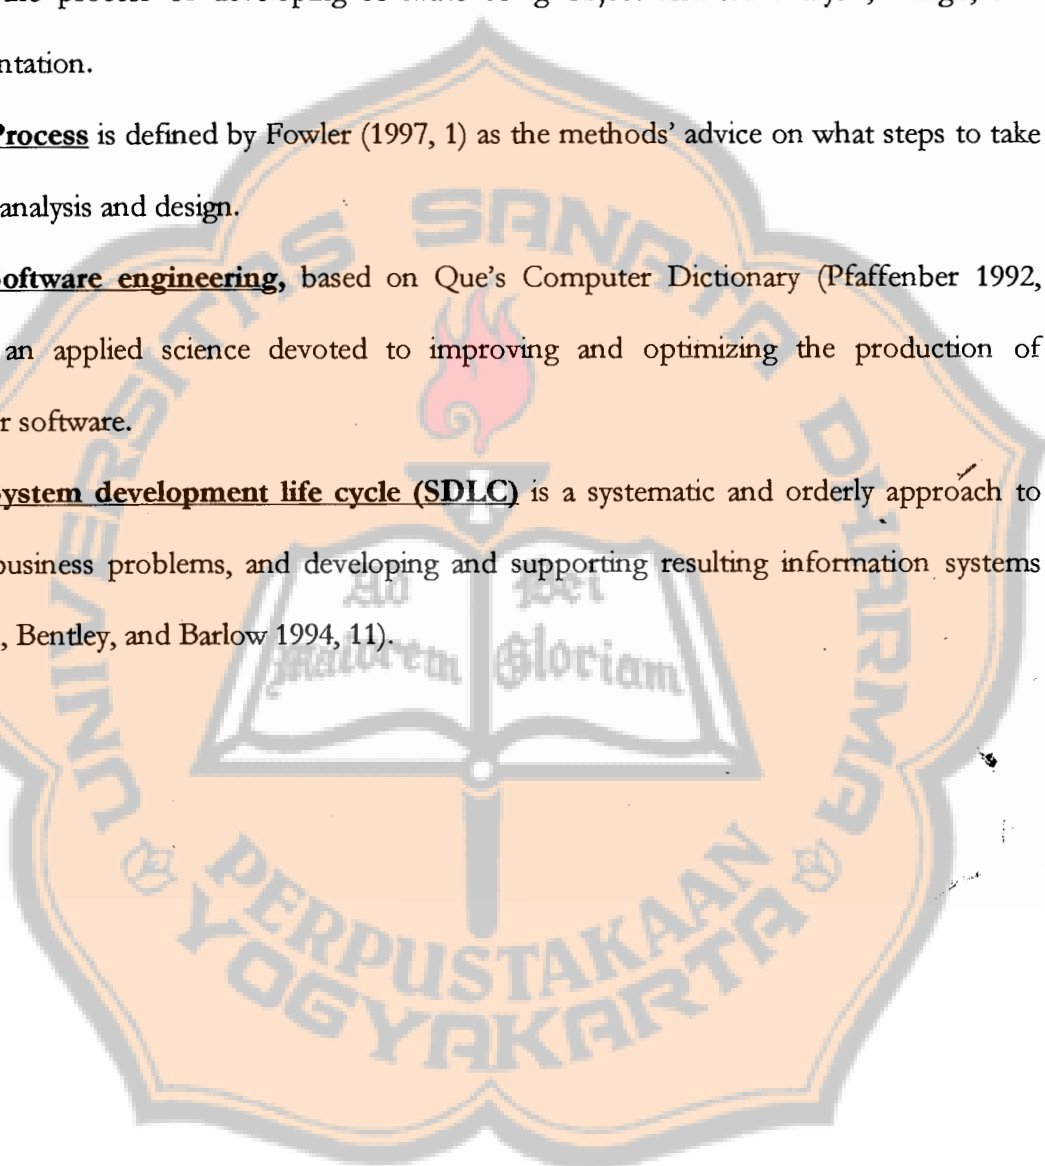 ntation.
Process is defined by Fowler (1997, 1) as the methods' advice on what steps to take
analysis and design.
oftware engineering, based on Que's Computer Dictionary (Pfaffenber 1992,
an applied science devoted to improving and optimizing the production of
r software.
ystem development life cycle (SDLC) is a systematic and orderly approach to
business problems, and developing and supporting resulting information systems
, Bentley, and Barlow 1994, 11).
UNIVERSITAS SANATA DHARMA
Ad Dei
Maiorem Gloriam
PERPUSTAKAAN
YOGYAKARTA